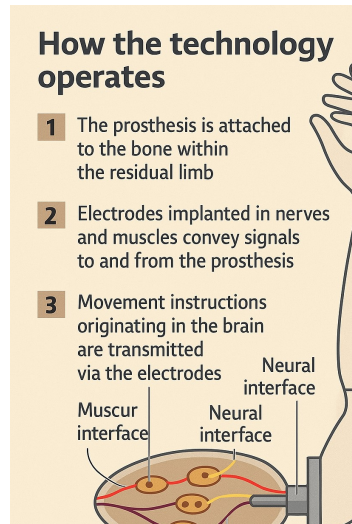 How the technology
operates
1 The prosthesis is attached
to the bone within
the residual limb
2 Electrodes implanted in nerves
and muscles convey signals
to and from the prosthesis
3 Movement instructions
originating in the brain
are transmitted
via the electrodes
Neural
interface
Muscur
interface
Neural
interface